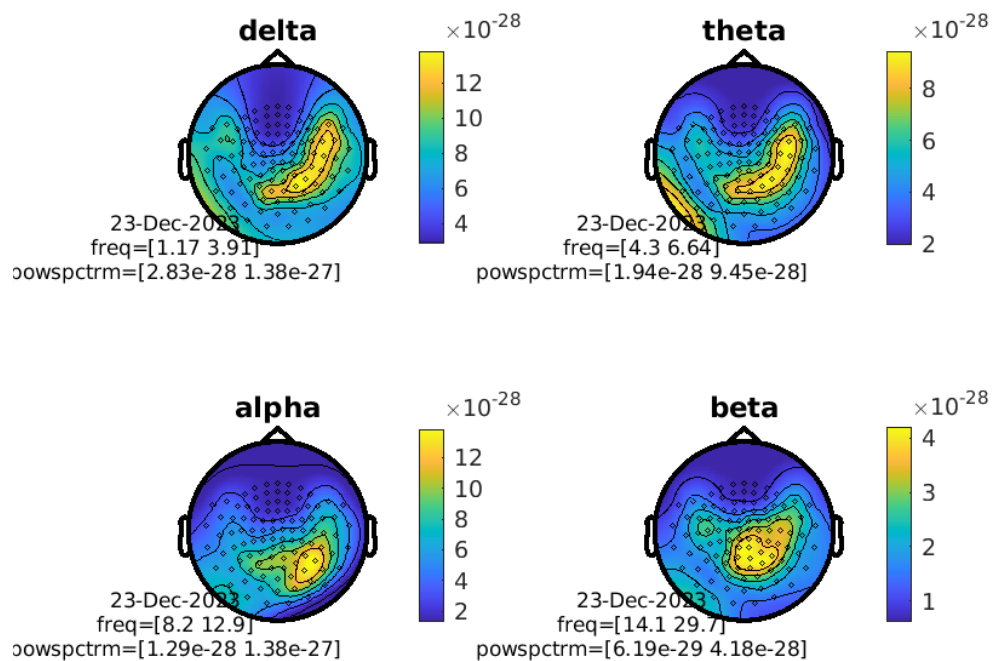 delta
×10-28
12
10
8
6
4
23-Dec-2023
freq=[1.17 3.91]
powspctrm=[2.83e-28 1.38e-27]
theta
×10-28
8
6
4
2
23-Dec-2023
freq=[4.3 6.64]
powspctrm=[1.94e-28 9.45e-28]
alpha
×10-28
12
10
8
6
4
2
23-Dec-2023
freq=[8.2 12.9]
powspctrm=[1.29e-28 1.38e-27]
beta
×10-28
4
3
2
1
23-Dec-2023
freq=[14.1 29.7]
powspctrm=[6.19e-29 4.18e-28]